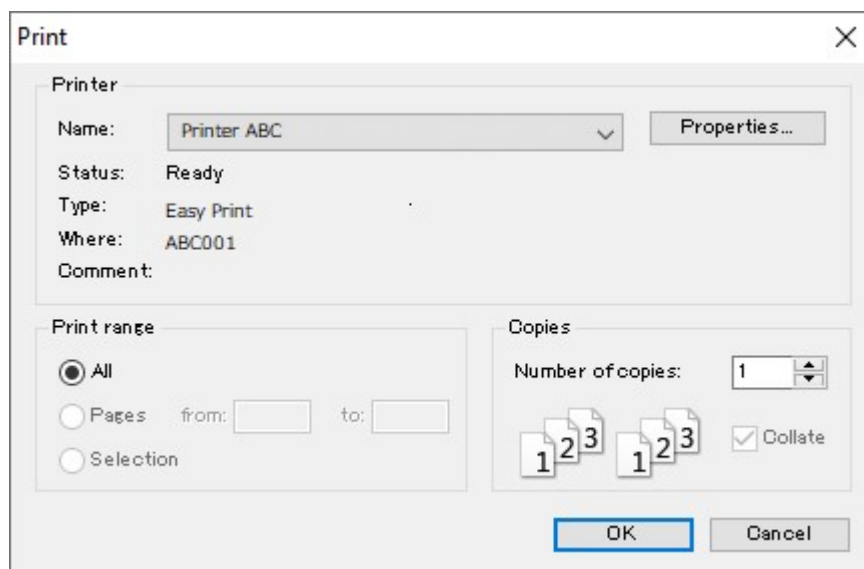 Print
Printer
Name: Printer ABC Properties...
Status: Ready
Type: Easy Print
Where: ABC001
Comment:
Print range Copies
All Number of copies: 1
Pages from: to:
1 2 3 1 2 3 Collate
Selection
OK Cancel